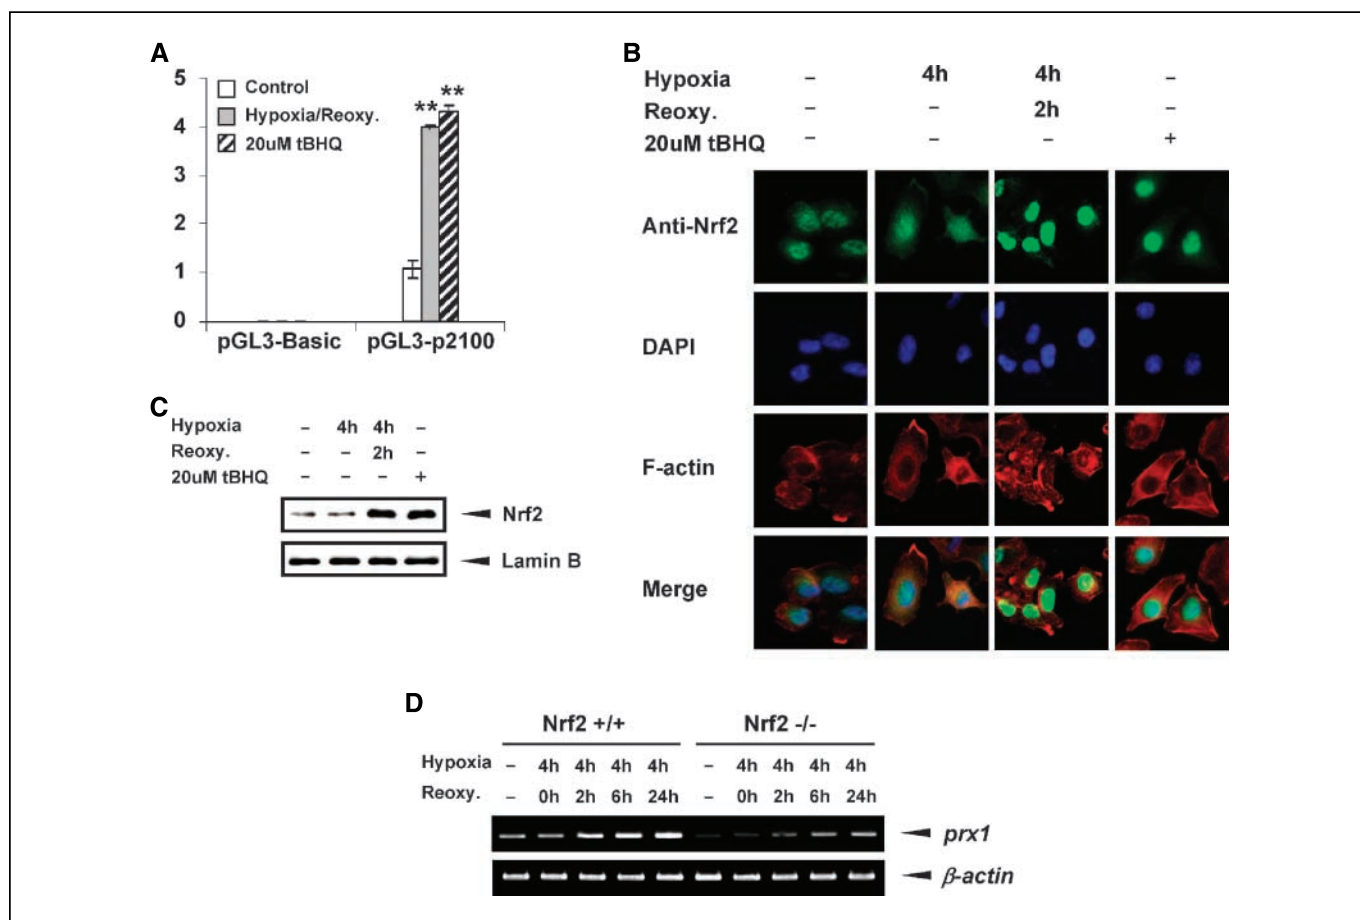 A
5
4
3
2
1
0
Control
Hypoxia/Reoxy.
20uM tBHQ
** **
pGL3-Basic pGL3-p2100
B
Hypoxia – 4h 4h –
Reoxy. – – 2h –
20uM tBHQ – – – +
Anti-Nrf2
DAPI
F-actin
Merge
C
Hypoxia – 4h 4h –
Reoxy. – – 2h –
20uM tBHQ – – – +
Nrf2
Lamin B
D
Nrf2 +/+ Nrf2 -/-
Hypoxia – 4h 4h 4h 4h – 4h 4h 4h 4h
Reoxy. – 0h 2h 6h 24h – 0h 2h 6h 24h
prx1
β-actin